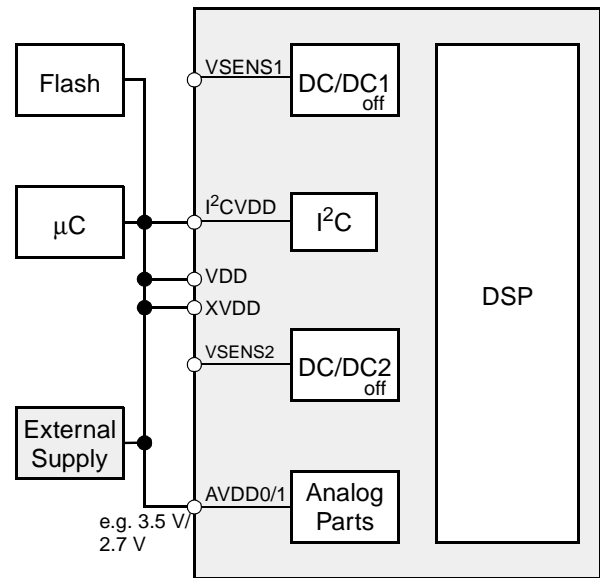 Flash
VSENS1
DC/DC1
off
μC
I²CVDD
I²C
VDD
XVDD
DSP
VSENS2
DC/DC2
off
External
Supply
AVDD0/1
Analog
Parts
e.g. 3.5 V/
2.7 V